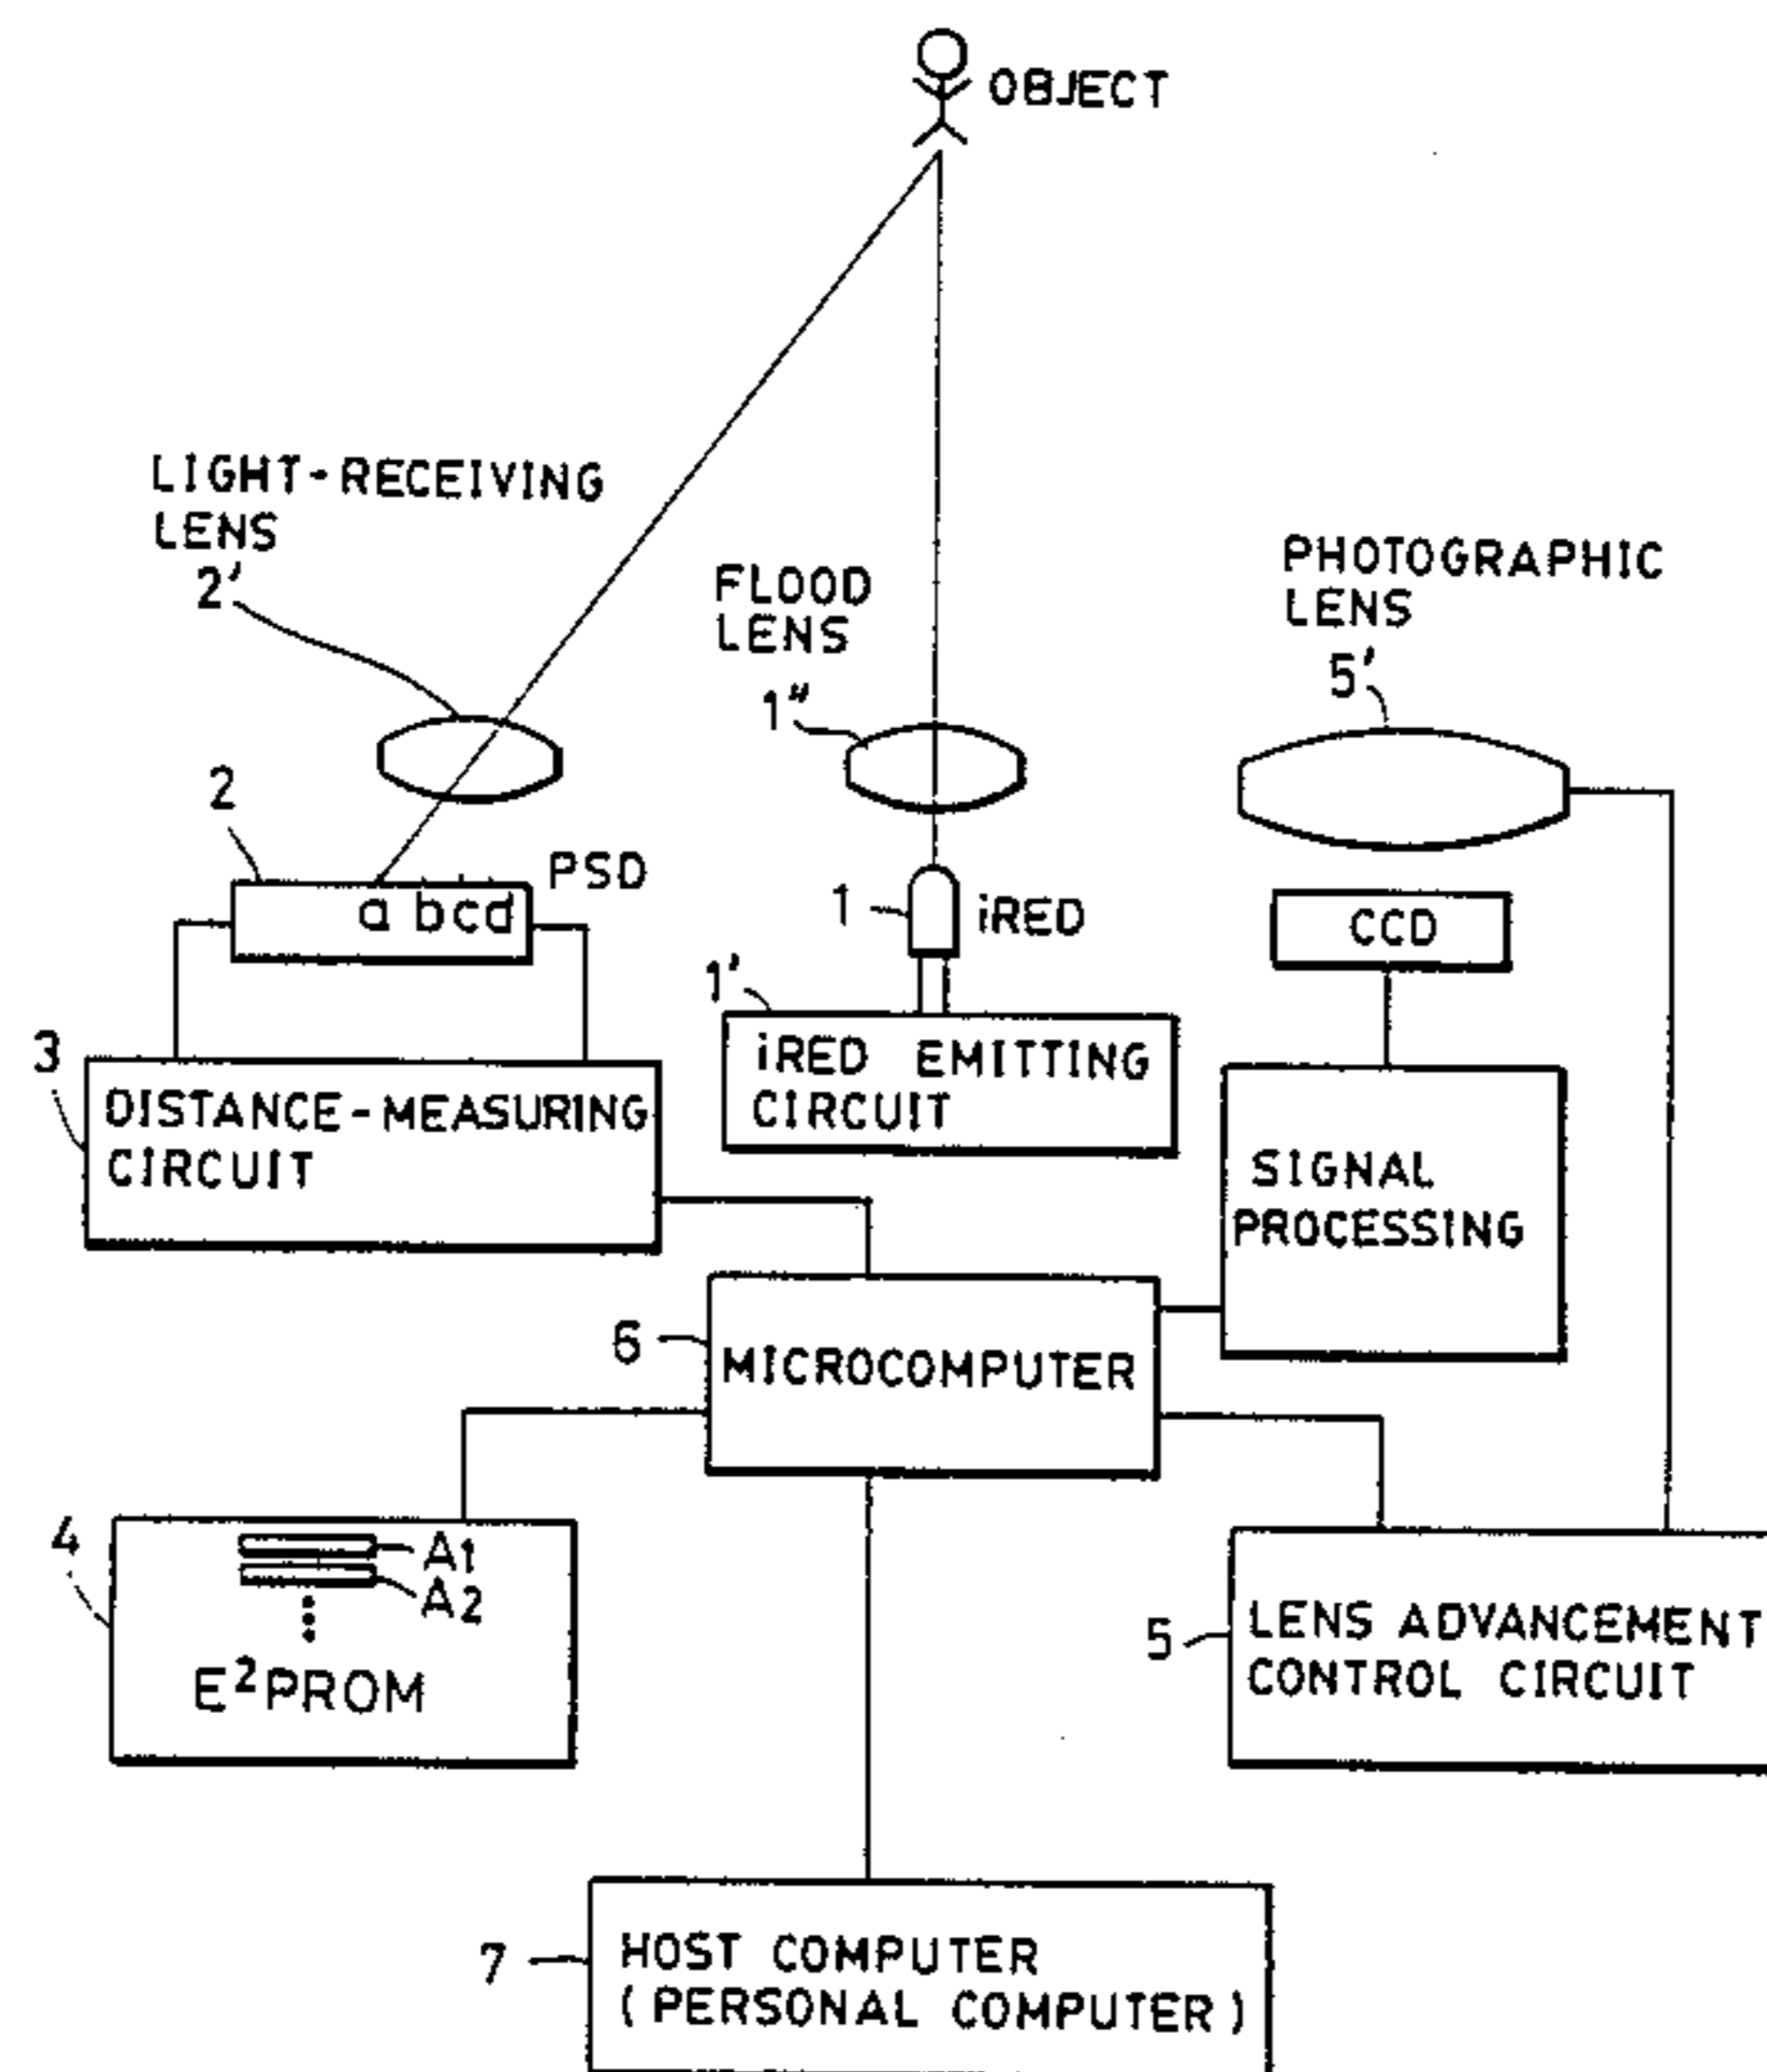 OBJECT
LIGHT-RECEIVING
LENS
2'
FLOOD
LENS
1"
PHOTOGRAPHIC
LENS
5'
2
PSD
a b c d
1
iRED
CCD
1'
iRED EMITTING
CIRCUIT
3
DISTANCE-MEASURING
CIRCUIT
SIGNAL
PROCESSING
6
MICROCOMPUTER
4
A1
A2
E²PROM
5
LENS ADVANCEMENT
CONTROL CIRCUIT
7
HOST COMPUTER
(PERSONAL COMPUTER)